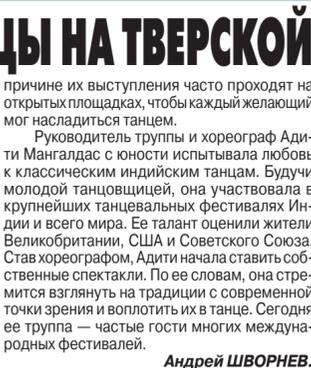 ЦЫ НА ТВЕРСКОЙ
причине их выступления часто проходят на
открытых площадках, чтобы каждый желающий
мог насладиться танцем.
Руководитель труппы и хореограф Ади-
ти Мангалдас с юности испытывала любовь
к классическим индийским танцам. Будучи
молодой танцовщицей, она участвовала в
крупнейших танцевальных фестивалях Ин-
дии и всего мира. Ее талант оценили жители
Великобритании, США и Советского Союза.
Став хореографом, Адити начала ставить соб-
ственные спектакли. По ее словам, она стре-
мится взглянуть на традиции с современной
точки зрения и воплотить их в танце. Сегодня
ее труппа — частые гости многих междуна-
родных фестивалей.
Андрей ШВОРНЕВ.